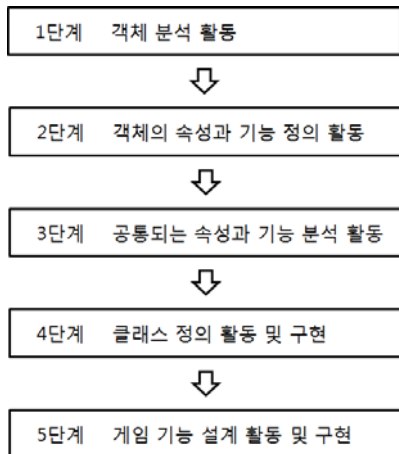 1단계 객체 분석 활동
2단계 객체의 속성과 기능 정의 활동
3단계 공통되는 속성과 기능 분석 활동
4단계 클래스 정의 활동 및 구현
5단계 게임 기능 설계 활동 및 구현